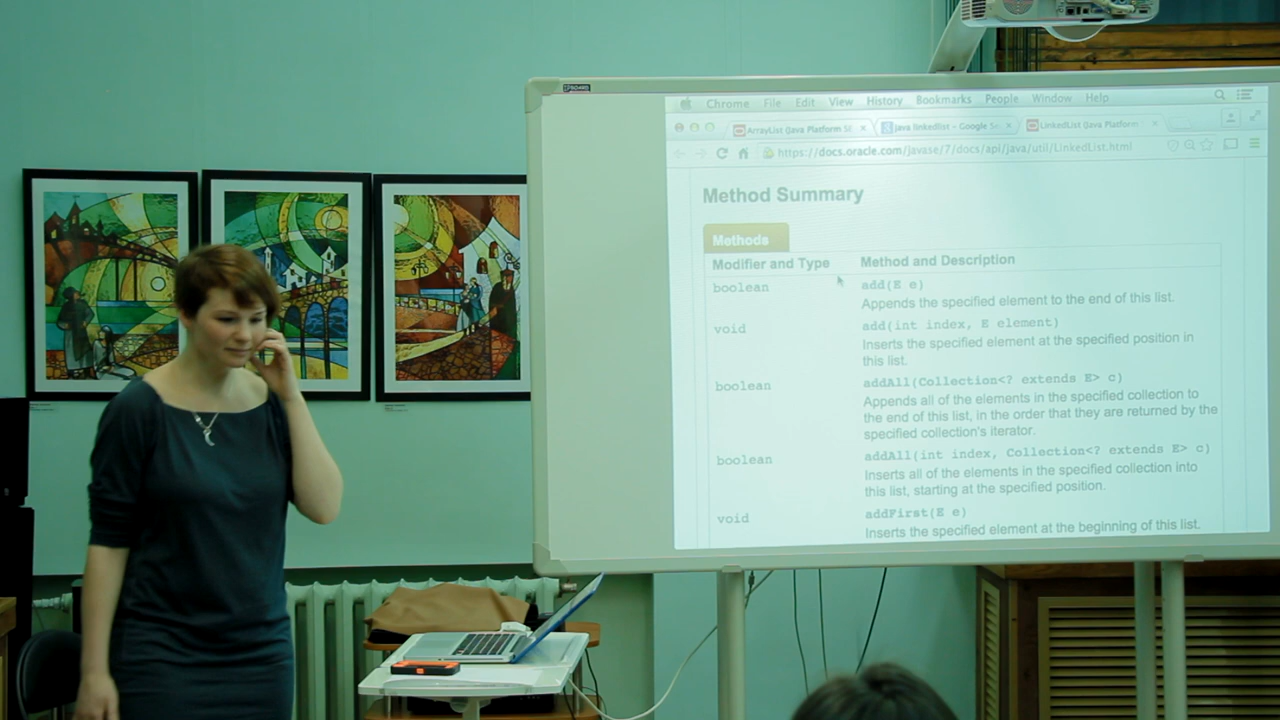 Chrome File Edit View History Bookmarks People Window Help
ArrayList (Java Platform SE java linkedlist - Google Se LinkedList (Java Platform
https://docs.oracle.com/javase/7/docs/api/java/util/LinkedList.html
Method Summary
Methods
Modifier and Type Method and Description
boolean add(E e)
Appends the specified element to the end of this list.
void add(int index, E element)
Inserts the specified element at the specified position in
this list.
boolean addAll(Collection<? extends E> c)
Appends all of the elements in the specified collection to
the end of this list, in the order that they are returned by the
specified collection's iterator.
boolean addAll(int index, Collection<? extends E> c)
Inserts all of the elements in the specified collection into
this list, starting at the specified position.
void addFirst(E e)
Inserts the specified element at the beginning of this list.